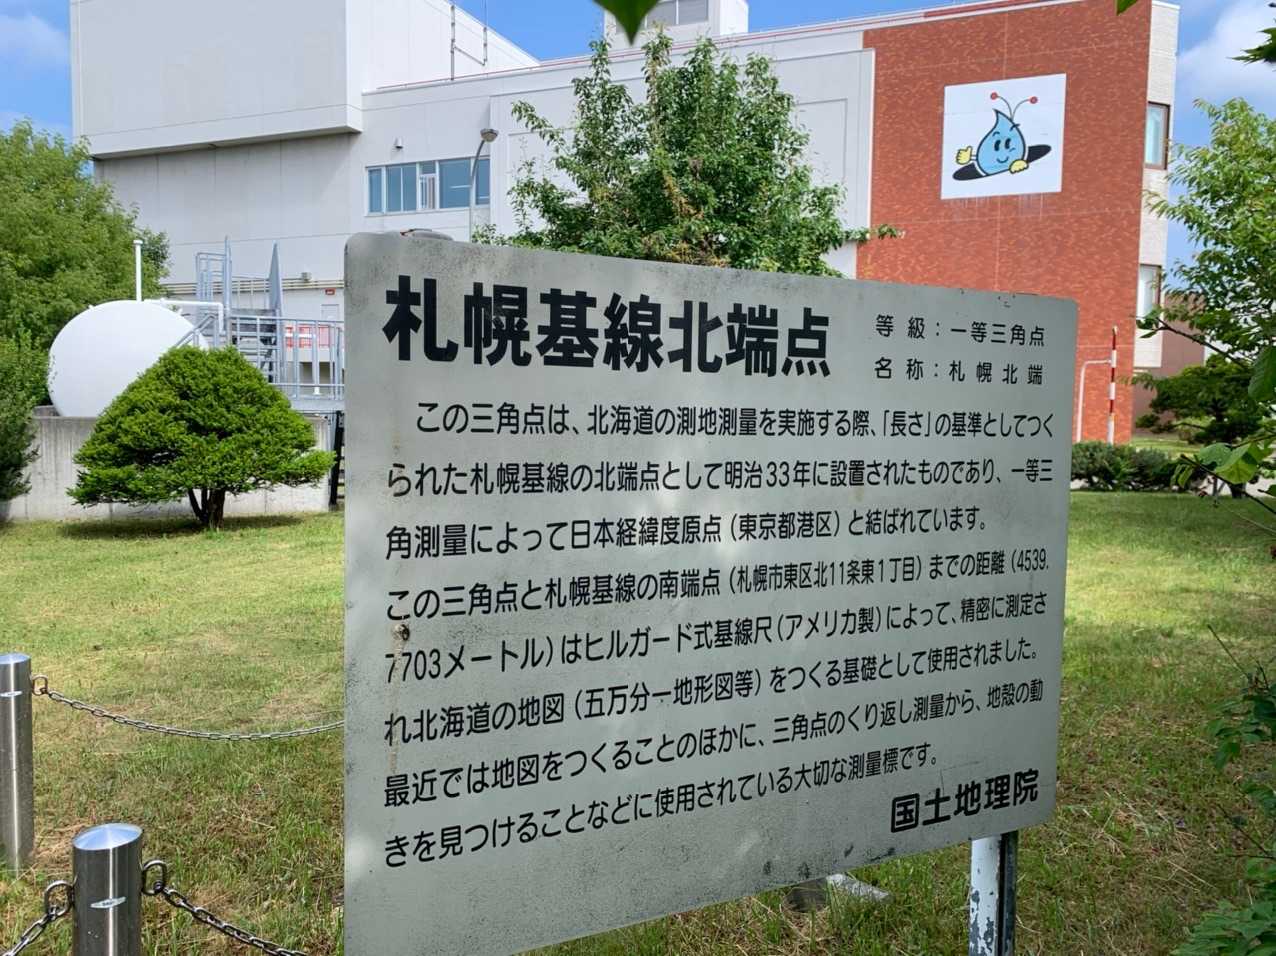 札幌基線北端点
等級：一等三角点
名称：札幌北端
この三角点は、北海道の測地測量を実施する際、「長さ」の基準としてつく
られた札幌基線の北端点として明治33年に設置されたものであり、一等三
角測量によって日本経緯度原点（東京都港区）と結ばれています。
この三角点と札幌基線の南端点（札幌市東区北11条東1丁目）までの距離（4539.
7703メートル）はヒルガード式基線尺（アメリカ製）によって、精密に測定さ
れ北海道の地図（五万分一地形図等）をつくる基礎として使用されました。
最近では地図をつくることのほかに、三角点のくり返し測量から、地殻の動
きを見つけることなどに使用されている大切な測量標です。
国土地理院